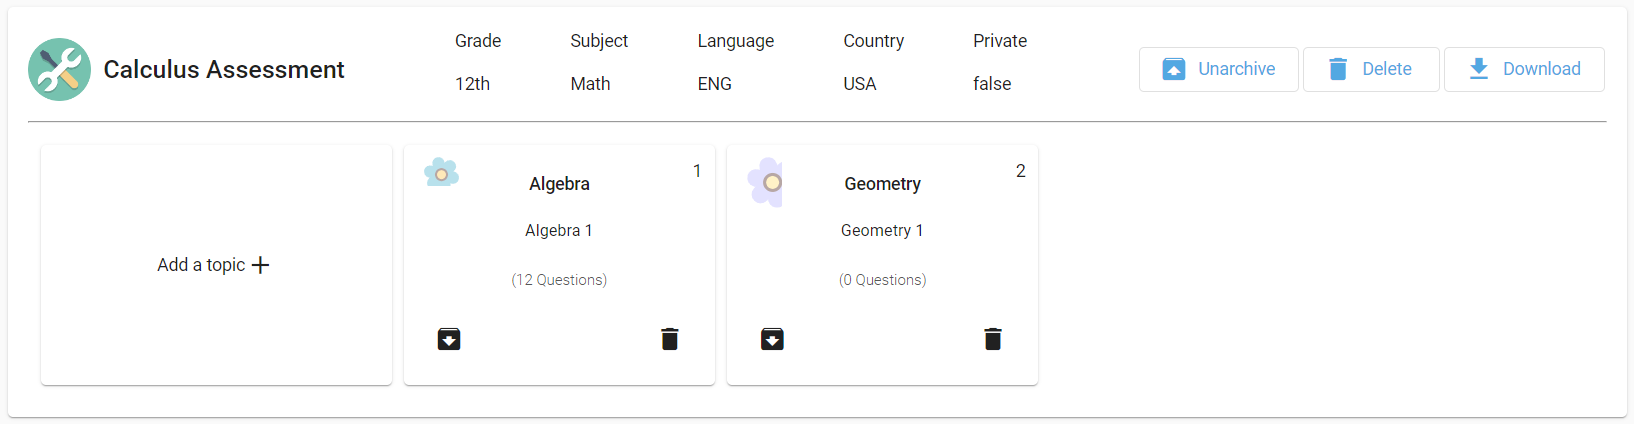 Calculus Assessment
Grade Subject Language Country Private
12th Math ENG USA false
Unarchive Delete Download
Add a topic
1
Algebra
Algebra 1
(12 Questions)
2
Geometry
Geometry 1
(0 Questions)